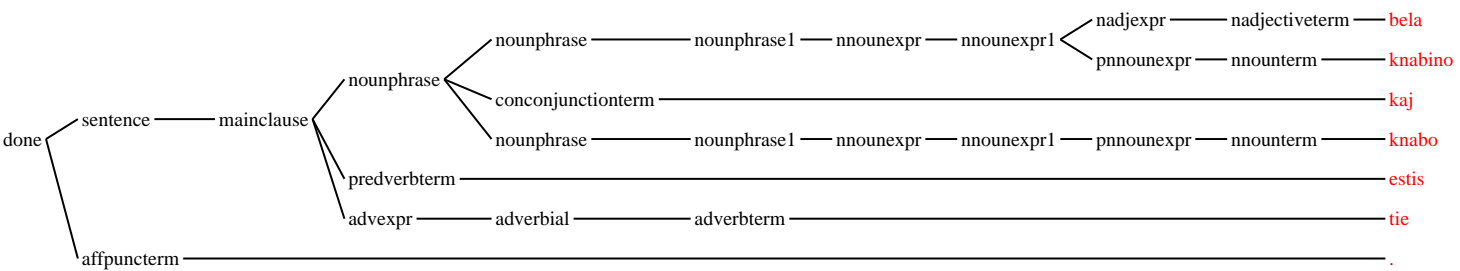 nadjexpr nadjectiveterm bela
nounphrase nounphrase1 nnounexpr nnounexpr1
pnnounexpr nnounterm knabino
nounphrase
conconjunctionterm kaj
sentence mainclause
done nounphrase nounphrase1 nnounexpr nnounexpr1 pnnounexpr nnounterm knabo
predverbterm estis
advexpr adverbial adverbterm tie
affpuncterm .